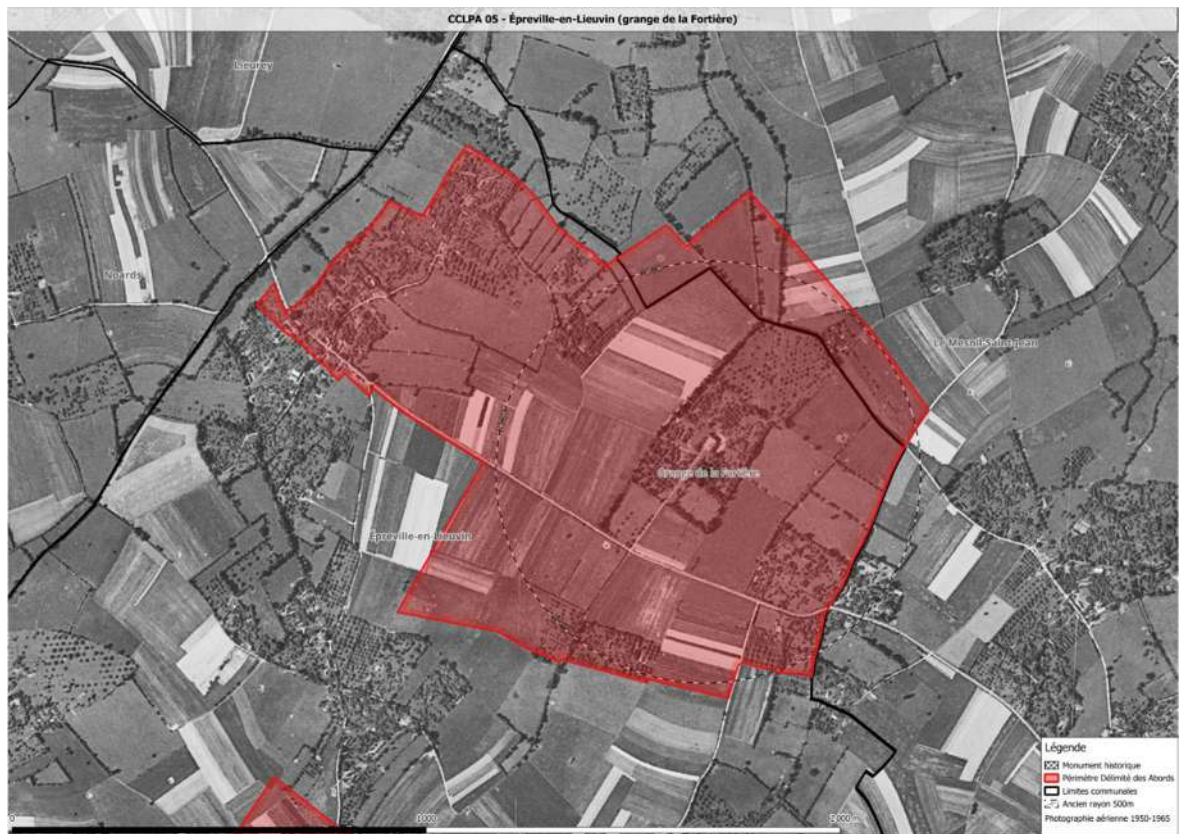 CCLPA 05 - Épreville-en-Lieuvin (grange de la Fortière)
Lieurey
Noards
Le Mesnil-Saint-Jean
Grange de la Fortière
Épreville-en-Lieuvin
Légende
Monument historique
Périmètre Délimité des Abords
Limites communales
Ancien rayon 500m
Photographie aérienne 1950-1965
0 1 000 2 000 m